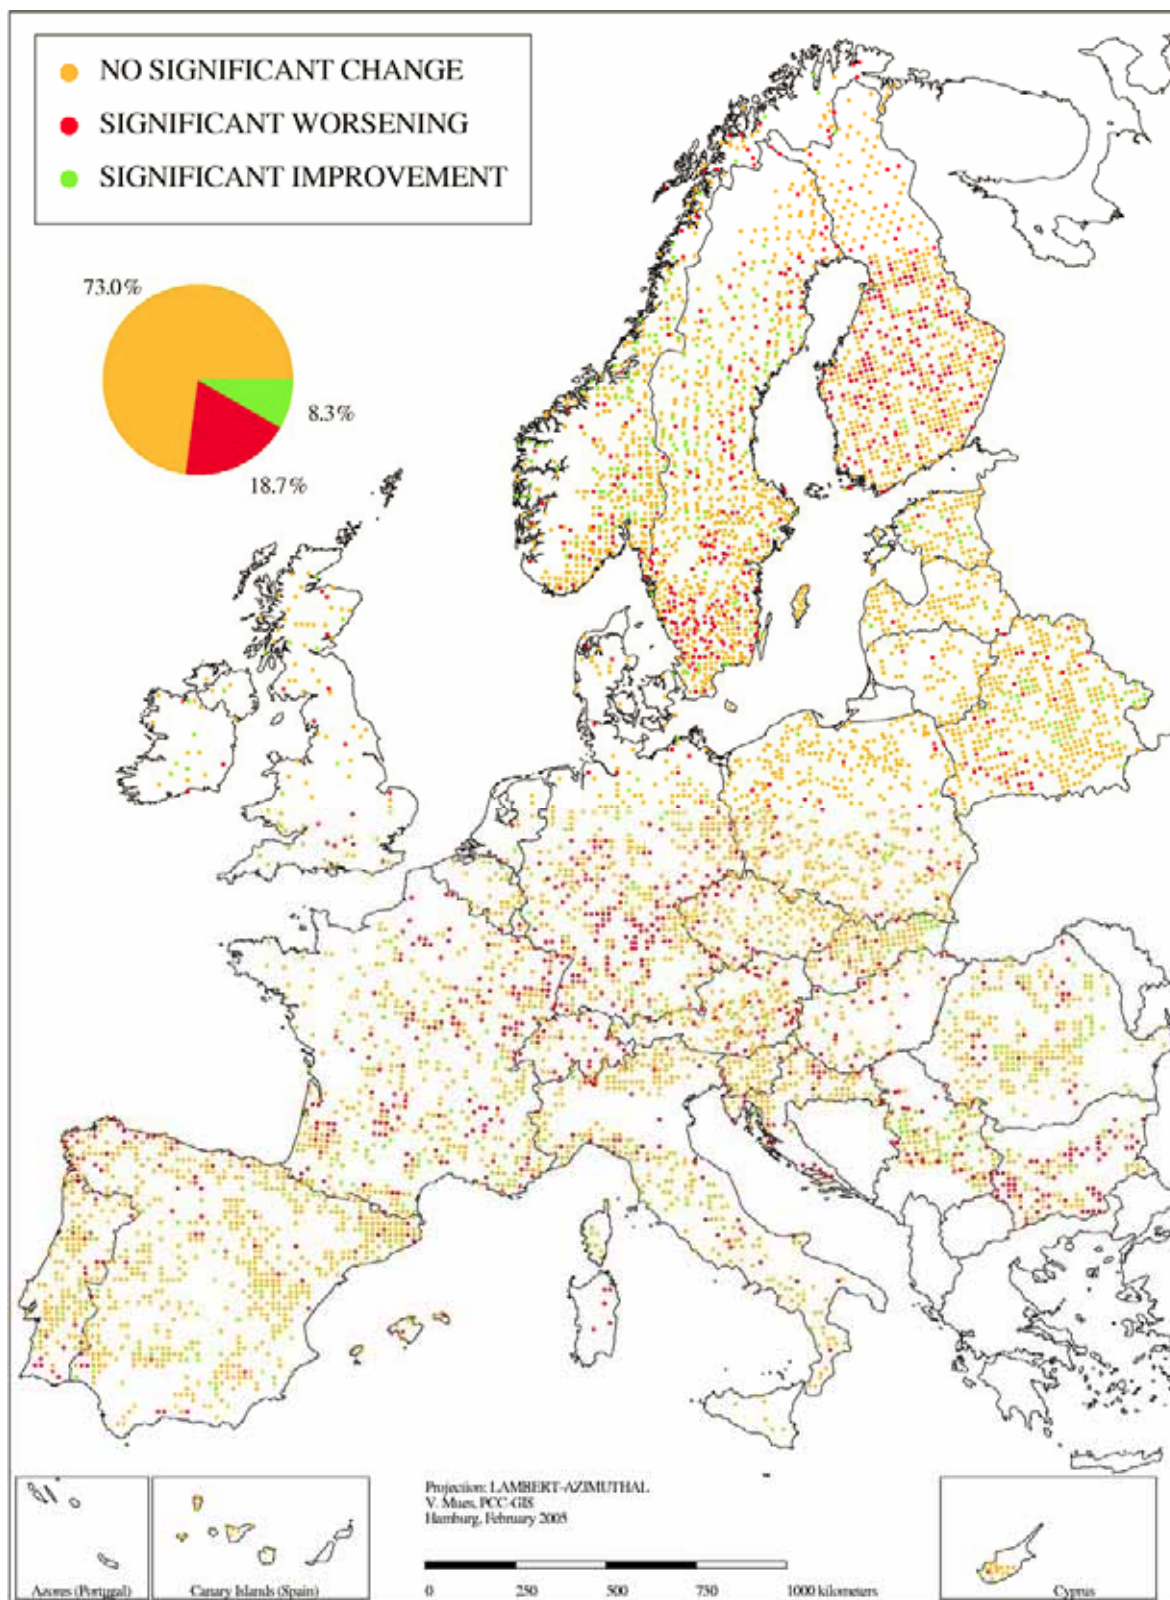 NO SIGNIFICANT CHANGE
SIGNIFICANT WORSENING
SIGNIFICANT IMPROVEMENT
73.0%
8.3%
18.7%
Projection: LAMBERT-AZIMUTHAL
V. Mues, PCC-GIS
Hamburg, February 2005
Azores (Portugal)
Canary Islands (Spain)
0 250 500 750 1000 kilometers
Cyprus